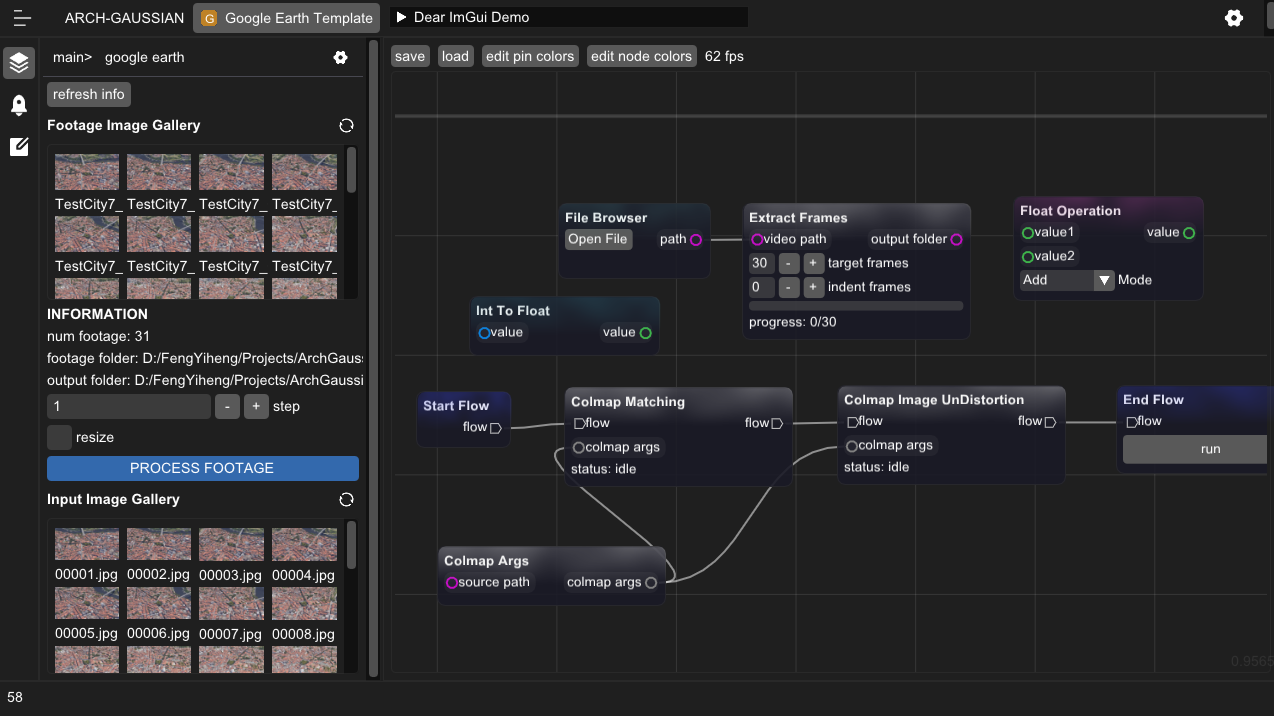 ARCH-GAUSSIAN
G Google Earth Template
Dear ImGui Demo
main> google earth
refresh info
Footage Image Gallery
TestCity7_ TestCity7_ TestCity7_ TestCity7_
TestCity7_ TestCity7_ TestCity7_ TestCity7_
INFORMATION
num footage: 31
footage folder: D:/FengYiheng/Projects/ArchGauss
output folder: D:/FengYiheng/Projects/ArchGaussi
1 - + step
resize
PROCESS FOOTAGE
Input Image Gallery
00001.jpg 00002.jpg 00003.jpg 00004.jpg
00005.jpg 00006.jpg 00007.jpg 00008.jpg
save load edit pin colors edit node colors 62 fps
File Browser
Open File path
Extract Frames
video path output folder
30 - + target frames
0 - + indent frames
progress: 0/30
Float Operation
value1 value
value2
Add Mode
Int To Float
value value
Start Flow
flow
Colmap Matching
flow flow
colmap args
status: idle
Colmap Image UnDistortion
flow flow
colmap args
status: idle
End Flow
flow
run
Colmap Args
source path colmap args
0.9565
58